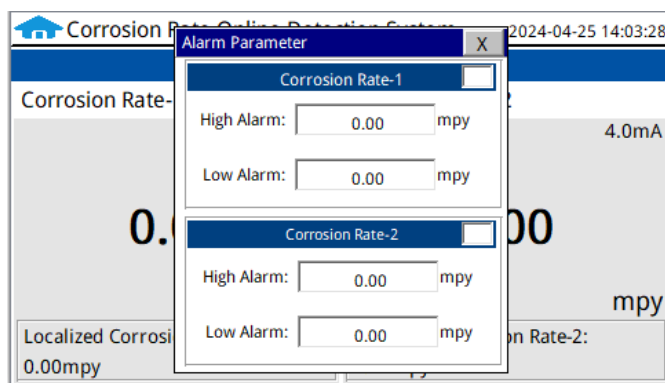 Corrosion Rate Online Detection System 2024-04-25 14:03:28
Alarm Parameter X
Corrosion Rate-1
High Alarm: 0.00 mpy
Low Alarm: 0.00 mpy
Corrosion Rate-2
High Alarm: 0.00 mpy
Low Alarm: 0.00 mpy
Corrosion Rate-
4.0mA
0.
00
mpy
Localized Corrosi
n Rate-2:
0.00mpy